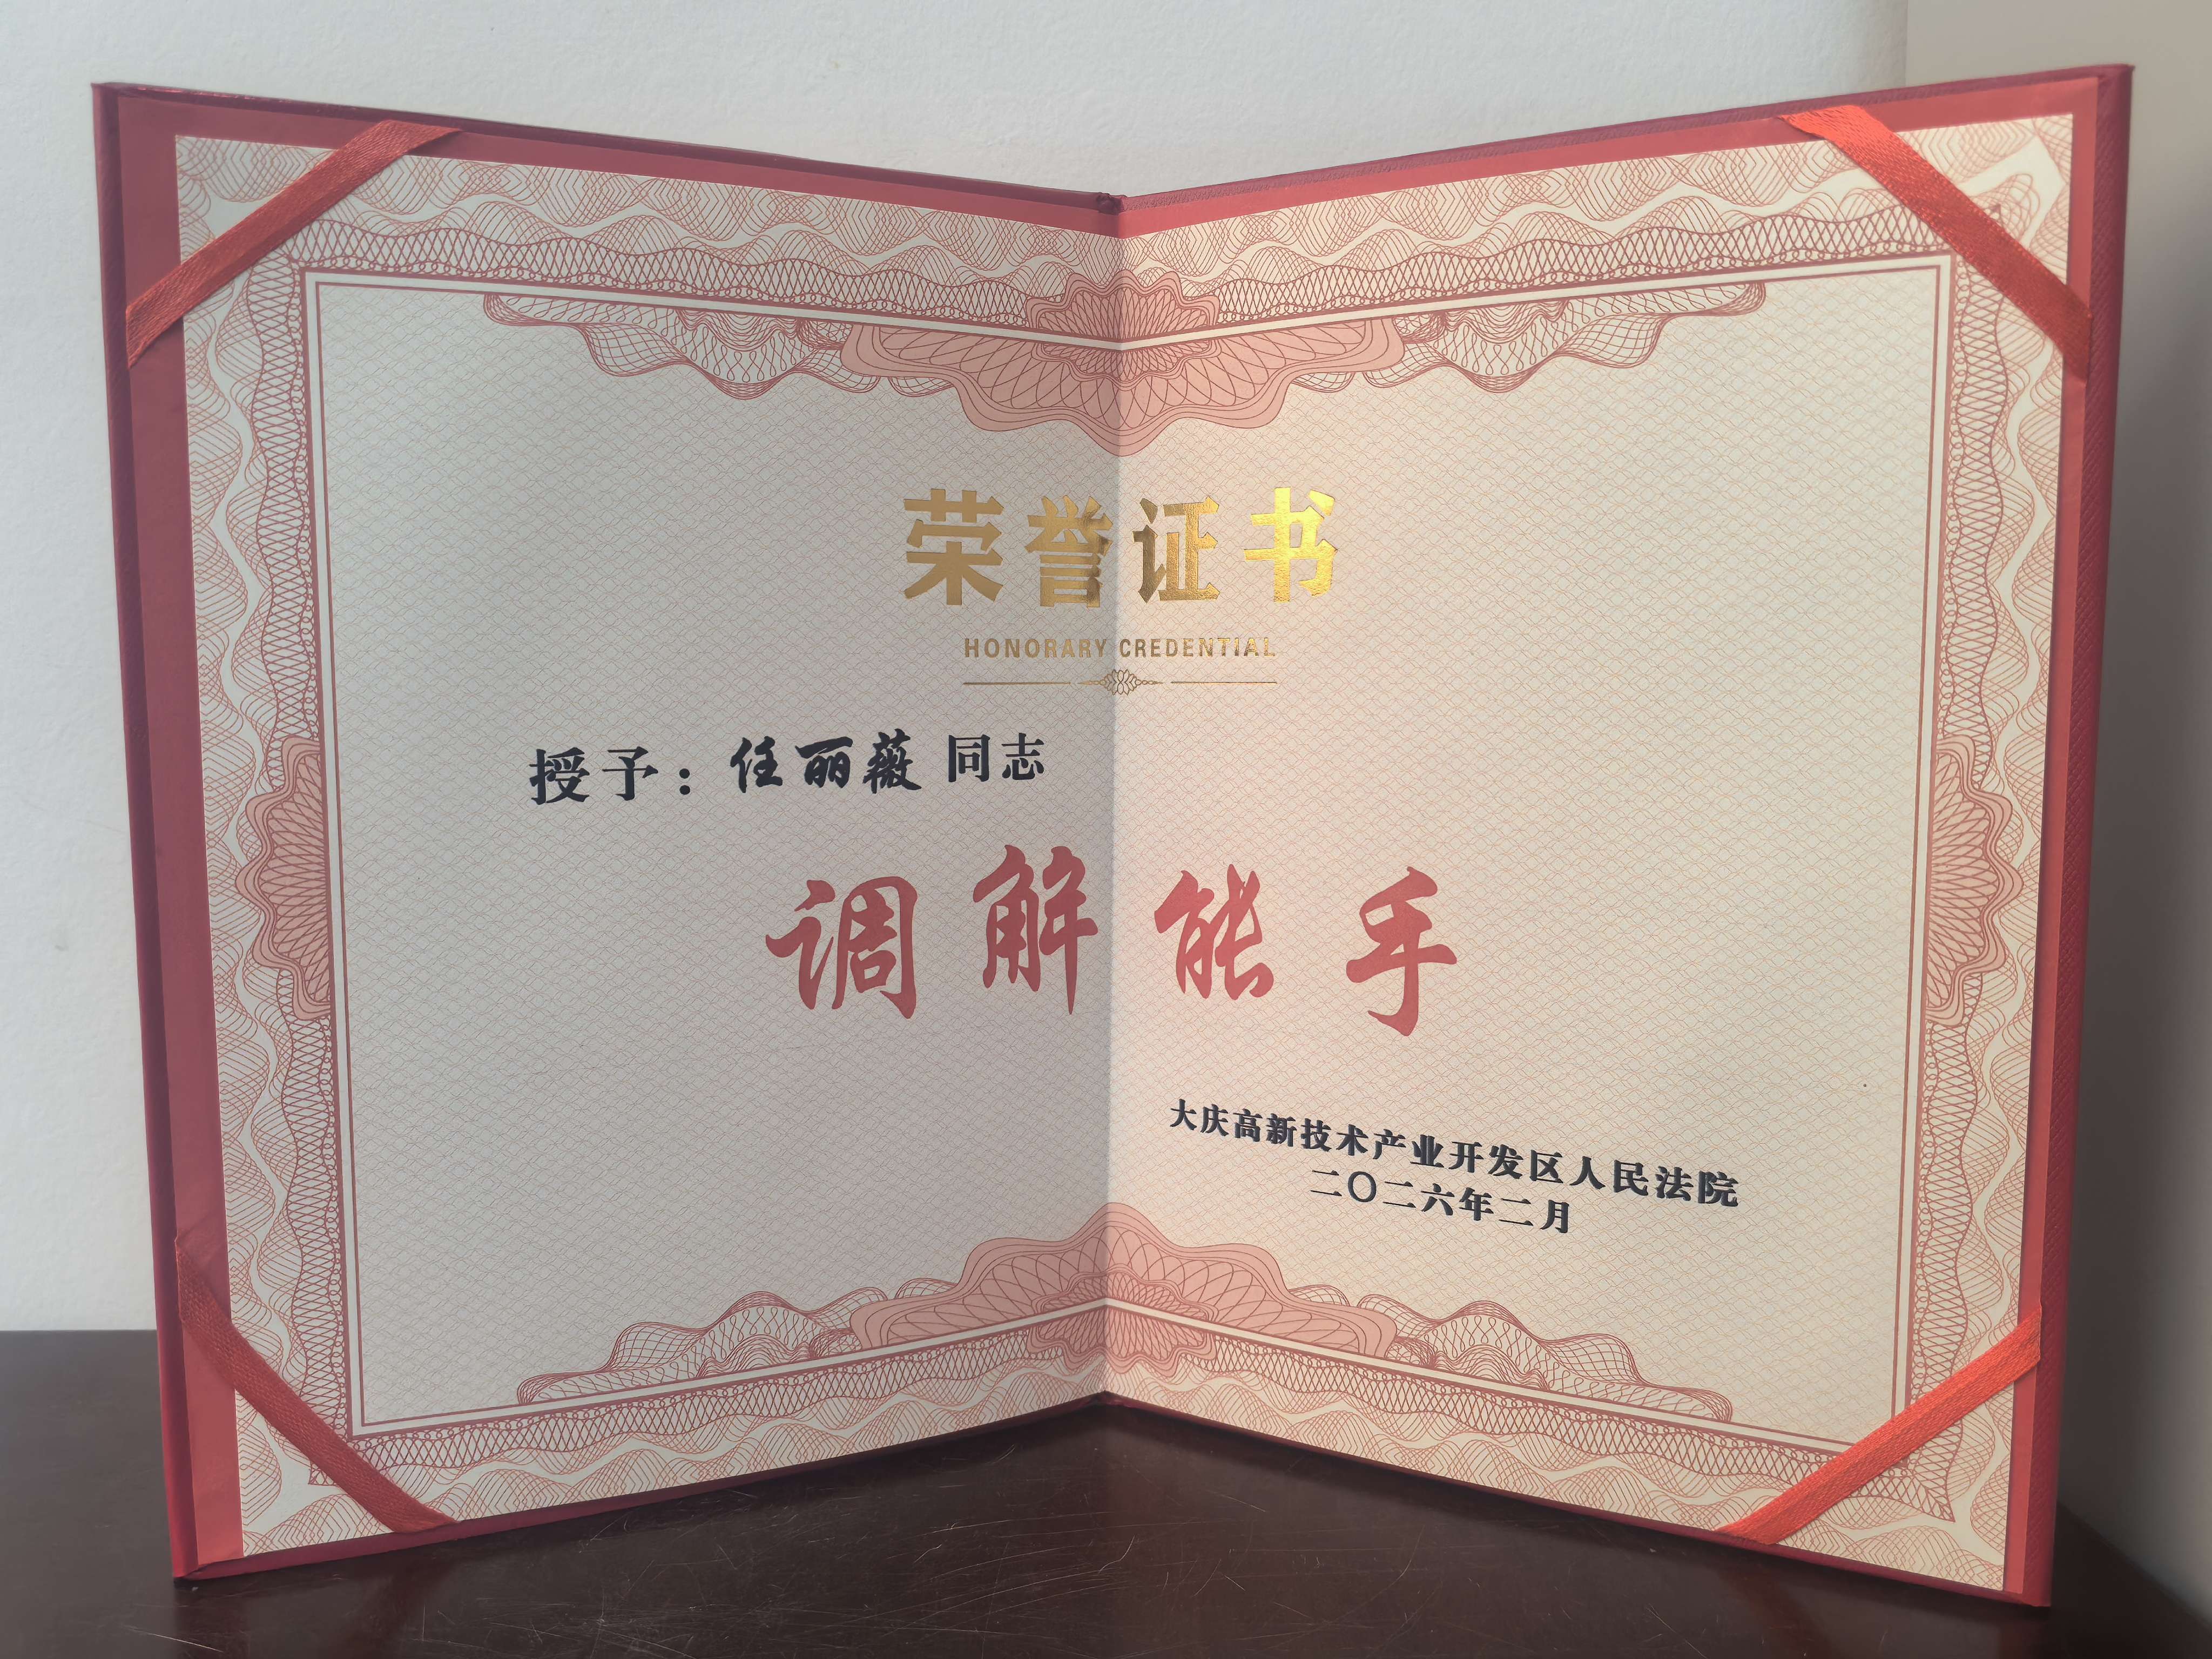 荣誉证书
HONORARY CREDENTIAL
授予：任丽薇 同志
调解能手
大庆高新技术产业开发区人民法院
二〇二六年二月